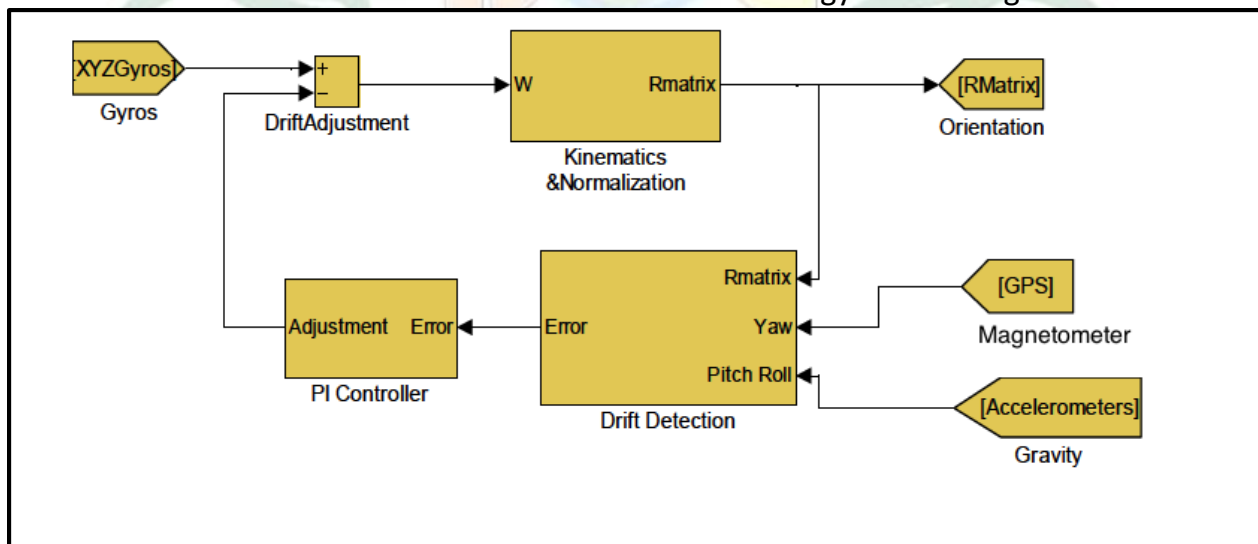 gy
g
[XYZGyros]
Gyros
+
−
DriftAdjustment
W
Rmatrix
Kinematics
&Normalization
[RMatrix]
Orientation
Rmatrix
Yaw
Pitch Roll
Error
Drift Detection
Adjustment
Error
PI Controller
[GPS]
Magnetometer
[Accelerometers]
Gravity